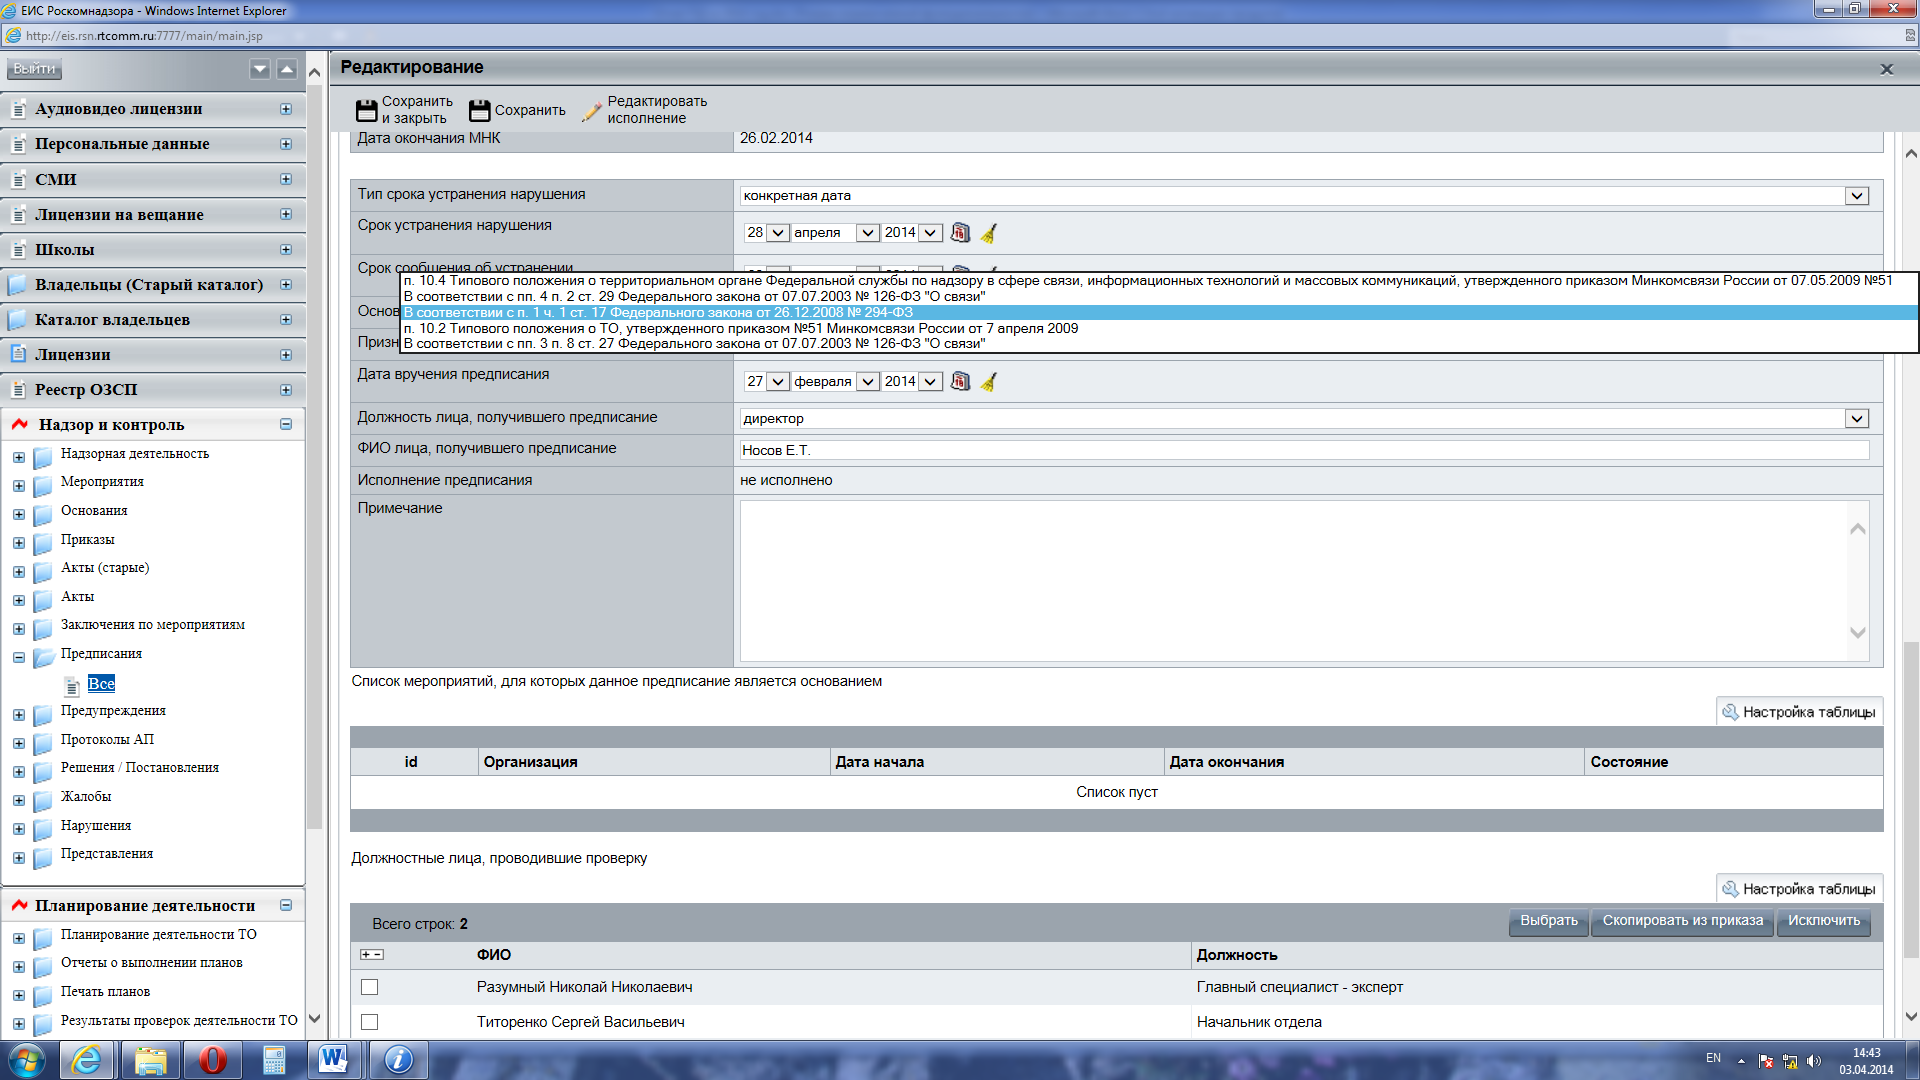 ЕИС Роскомнадзора - Windows Internet Explorer
http://eis.rsn.rtcomm.ru:7777/main/main.jsp
Выйти
Аудиовидео лицензии
Персональные данные
СМИ
Лицензии на вещание
Школы
Владельцы (Старый каталог)
Каталог владельцев
Лицензии
Реестр ОЗСП
Надзор и контроль
Надзорная деятельность
Мероприятия
Основания
Приказы
Акты (старые)
Акты
Заключения по мероприятиям
Предписания
Все
Предупреждения
Протоколы АП
Решения / Постановления
Жалобы
Нарушения
Представления
Планирование деятельности
Планирование деятельности ТО
Отчеты о выполнении планов
Печать планов
Результаты проверок деятельности ТО
Редактирование
Сохранить и закрыть
Сохранить
Редактировать исполнение
Дата окончания МНК 26.02.2014
Тип срока устранения нарушения конкретная дата
Срок устранения нарушения 28 апреля 2014
Срок сообщения об устранении
п. 10.4 Типового положения о территориальном органе Федеральной службы по надзору в сфере связи, информационных технологий и массовых коммуникаций, утвержденного приказом Минкомсвязи России от 07.05.2009 №51
В соответствии с пп. 4 п. 2 ст. 29 Федерального закона от 07.07.2003 № 126-ФЗ "О связи"
Осно
В соответствии с п. 1 ч. 1 ст. 17 Федерального закона от 26.12.2008 № 294-ФЗ
п. 10.2 Типового положения о ТО, утвержденного приказом №51 Минкомсвязи России от 7 апреля 2009
Призн
В соответствии с пп. 3 п. 8 ст. 27 Федерального закона от 07.07.2003 № 126-ФЗ "О связи"
Дата вручения предписания 27 февраля 2014
Должность лица, получившего предписание директор
ФИО лица, получившего предписание Носов Е.Т.
Исполнение предписания не исполнено
Примечание
Список мероприятий, для которых данное предписание является основанием
Настройка таблицы
id Организация Дата начала Дата окончания Состояние
Список пуст
Должностные лица, проводившие проверку
Настройка таблицы
Всего строк: 2 Выбрать Скопировать из приказа Исключить
ФИО Должность
Разумный Николай Николаевич Главный специалист - эксперт
Титоренко Сергей Васильевич Начальник отдела
EN
14:43
03.04.2014